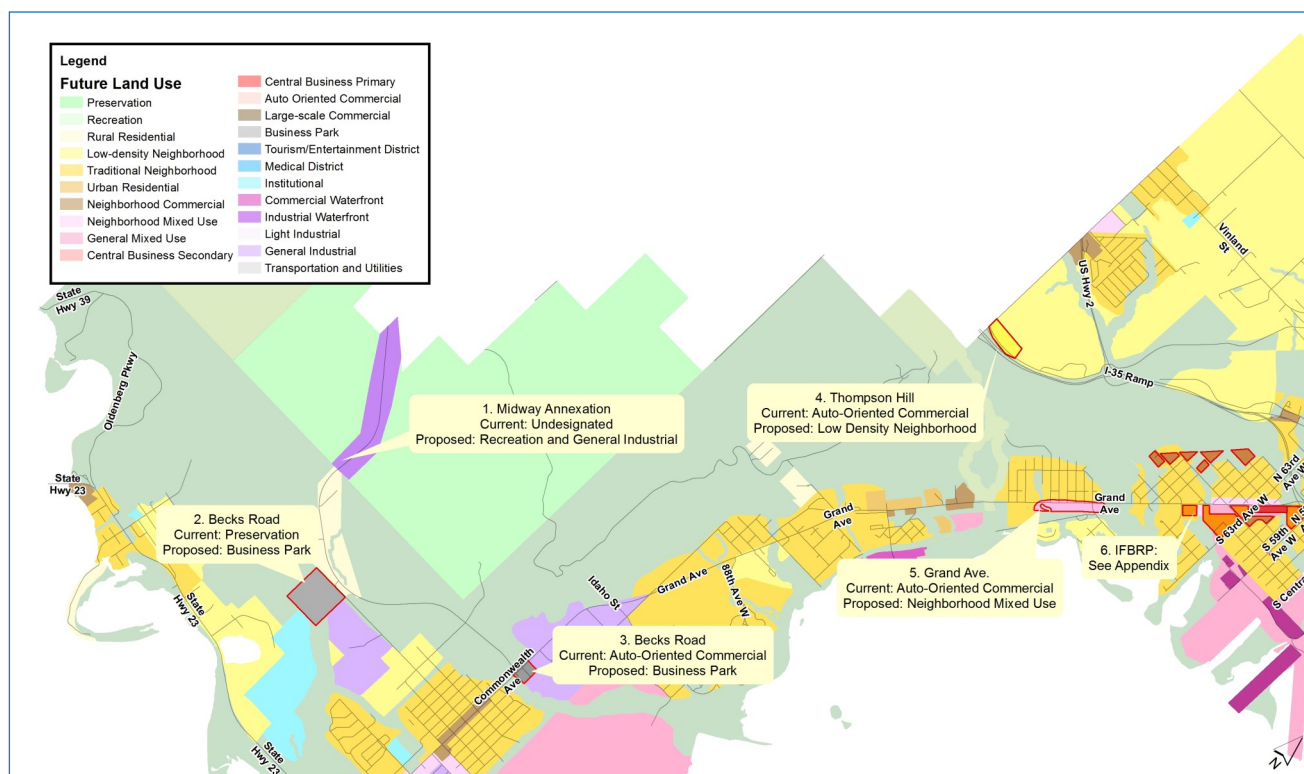 Legend
Future Land Use
Preservation
Recreation
Rural Residential
Low-density Neighborhood
Traditional Neighborhood
Urban Residential
Neighborhood Commercial
Neighborhood Mixed Use
General Mixed Use
Central Business Secondary
Central Business Primary
Auto Oriented Commercial
Large-scale Commercial
Business Park
Tourism/Entertainment District
Medical District
Institutional
Commercial Waterfront
Industrial Waterfront
Light Industrial
General Industrial
Transportation and Utilities
State
Hwy 39
Oldenberg Pkwy
State
Hwy 23
1. Midway Annexation
Current: Undesignated
Proposed: Recreation and General Industrial
2. Becks Road
Current: Preservation
Proposed: Business Park
State
Hwy 23
State
Hwy 23
3. Becks Road
Current: Auto-Oriented Commercial
Proposed: Business Park
Commonwealth
Ave
Idaho St
Grand Ave
88th Ave W
Grand
Ave
4. Thompson Hill
Current: Auto-Oriented Commercial
Proposed: Low Density Neighborhood
US Hwy 2
Vinland
St
I-35 Ramp
5. Grand Ave.
Current: Auto-Oriented Commercial
Proposed: Neighborhood Mixed Use
Grand
Ave
6. IFBRP:
See Appendix
N 63rd
Ave W
S 63rd Ave W
S 59th
Ave W
S Centr
N